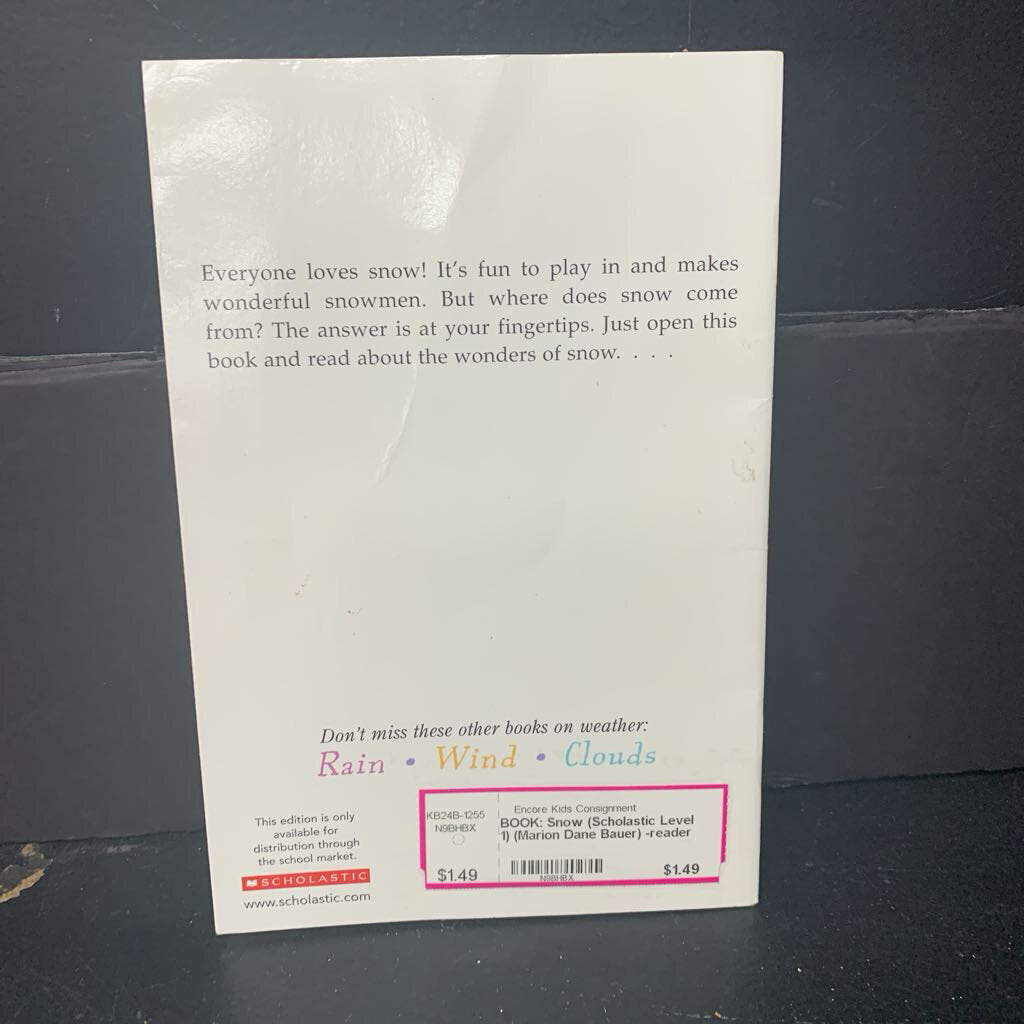 Everyone loves snow! It's fun to play in and makes
wonderful snowmen. But where does snow come
from? The answer is at your fingertips. Just open this
book and read about the wonders of snow. . . .
Don't miss these other books on weather:
Rain • Wind • Clouds
This edition is only
available for
distribution through
the school market.
SCHOLASTIC
www.scholastic.com
KB24B-1255
N9BHBX
$1.49
Encore Kids Consignment
BOOK: Snow (Scholastic Level
1) (Marion Dane Bauer) -reader
N9BHBX
$1.49